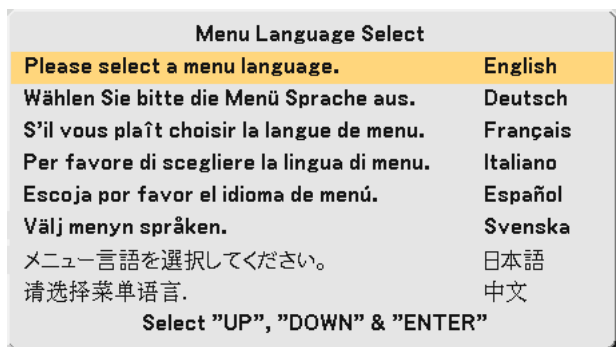 Menu Language Select
Please select a menu language. English
Wählen Sie bitte die Menü Sprache aus. Deutsch
S'il vous plaît choisir la langue de menu. Français
Per favore di scegliere la lingua di menu. Italiano
Escoja por favor el idioma de menú. Español
Välj menyn språken. Svenska
メニュー言語を選択してください。 日本語
请选择菜单语言. 中文
Select "UP", "DOWN" & "ENTER"